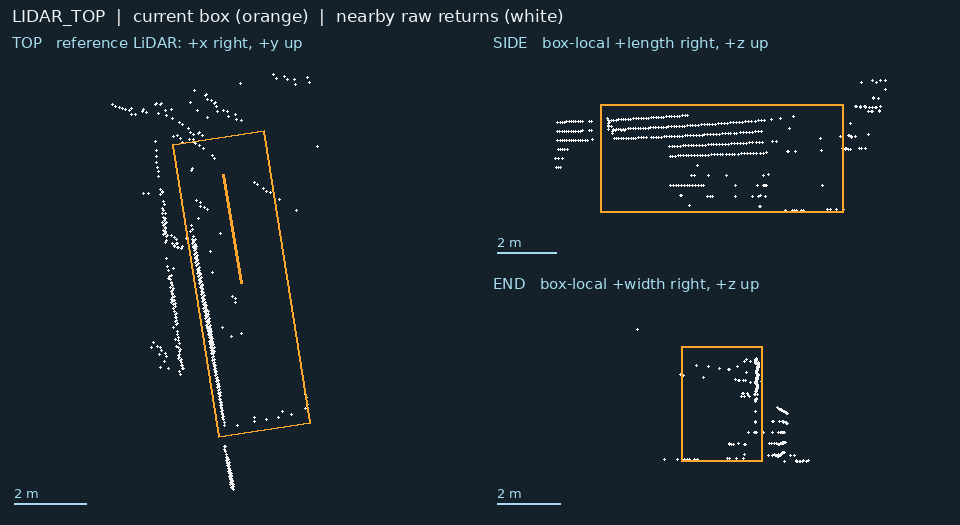 LIDAR_TOP | current box (orange) | nearby raw returns (white)
TOP reference LiDAR: +x right, +y up
SIDE box-local +length right, +z up
2 m
END box-local +width right, +z up
2 m
2 m